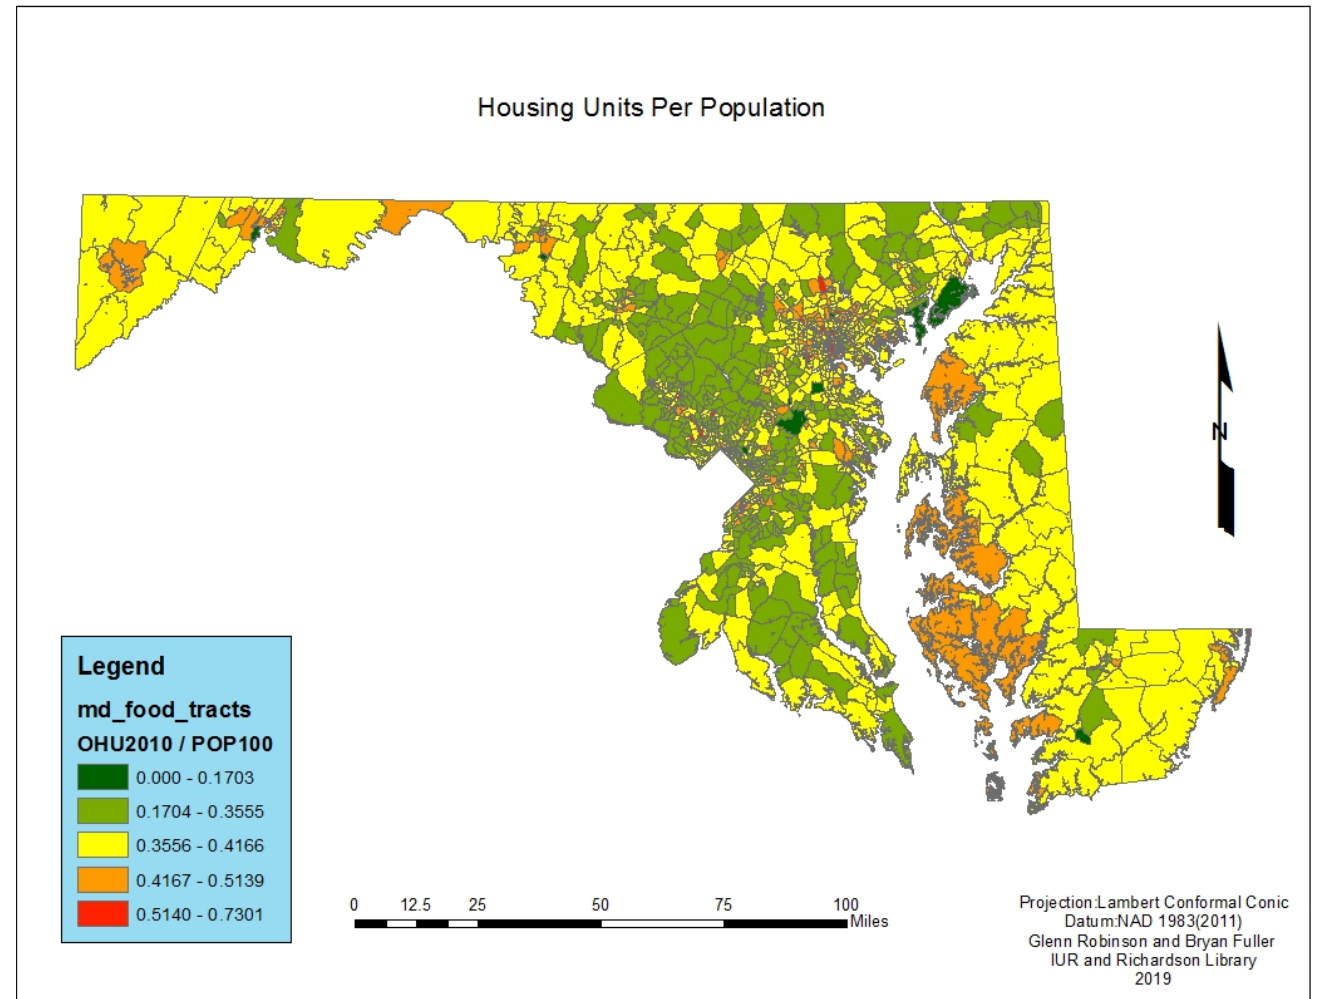 Housing Units Per Population
N
Legend
md_food_tracts
OHU2010 / POP100
0.000 - 0.1703
0.1704 - 0.3555
0.3556 - 0.4166
0.4167 - 0.5139
0.5140 - 0.7301
0 12.5 25 50 75 100
Miles
Projection:Lambert Conformal Conic
Datum:NAD 1983(2011)
Glenn Robinson and Bryan Fuller
IUR and Richardson Library
2019